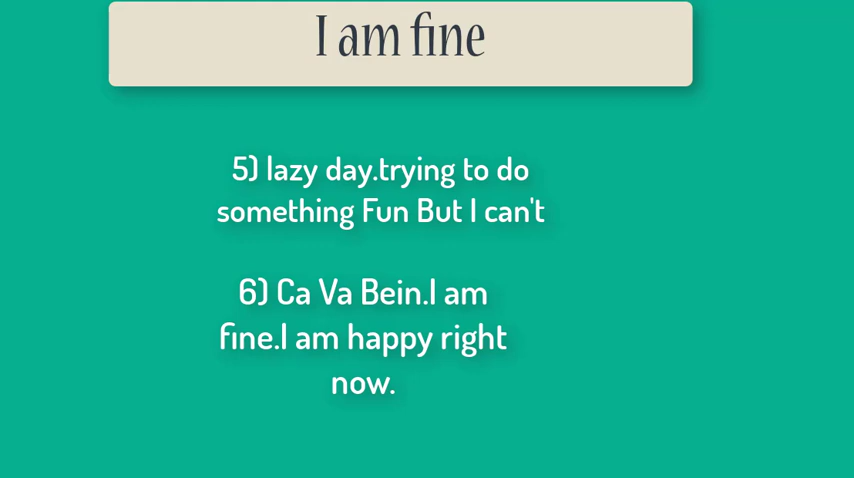 I am fine
5) lazy day.trying to do
something Fun But I can't
6) Ca Va Bein.I am
fine.I am happy right
now.